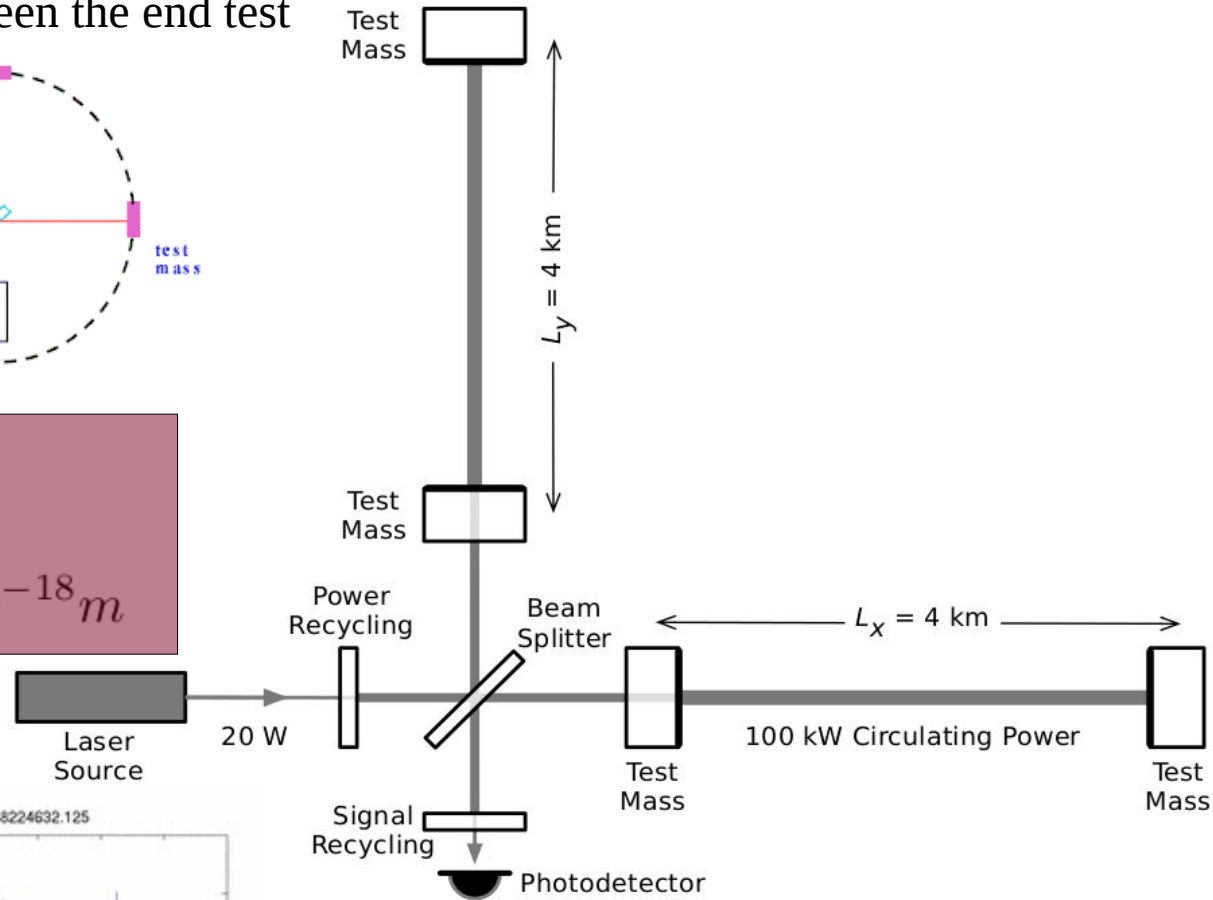 een the end test
Test
Mass
test
mass
Ly = 4 km
Test
Mass
−18m
Power
Recycling
Beam
Splitter
Lx = 4 km
20 W
100 kW Circulating Power
Laser
Source
Test
Mass
Test
Mass
8224632.125
Signal
Recycling
Photodetector